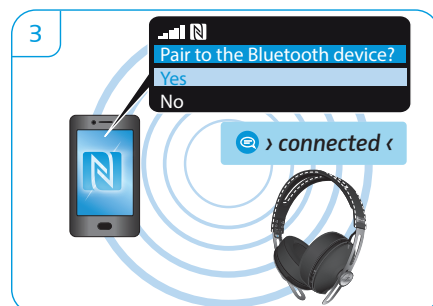 3
Pair to the Bluetooth device?
Yes
No
› connected ‹